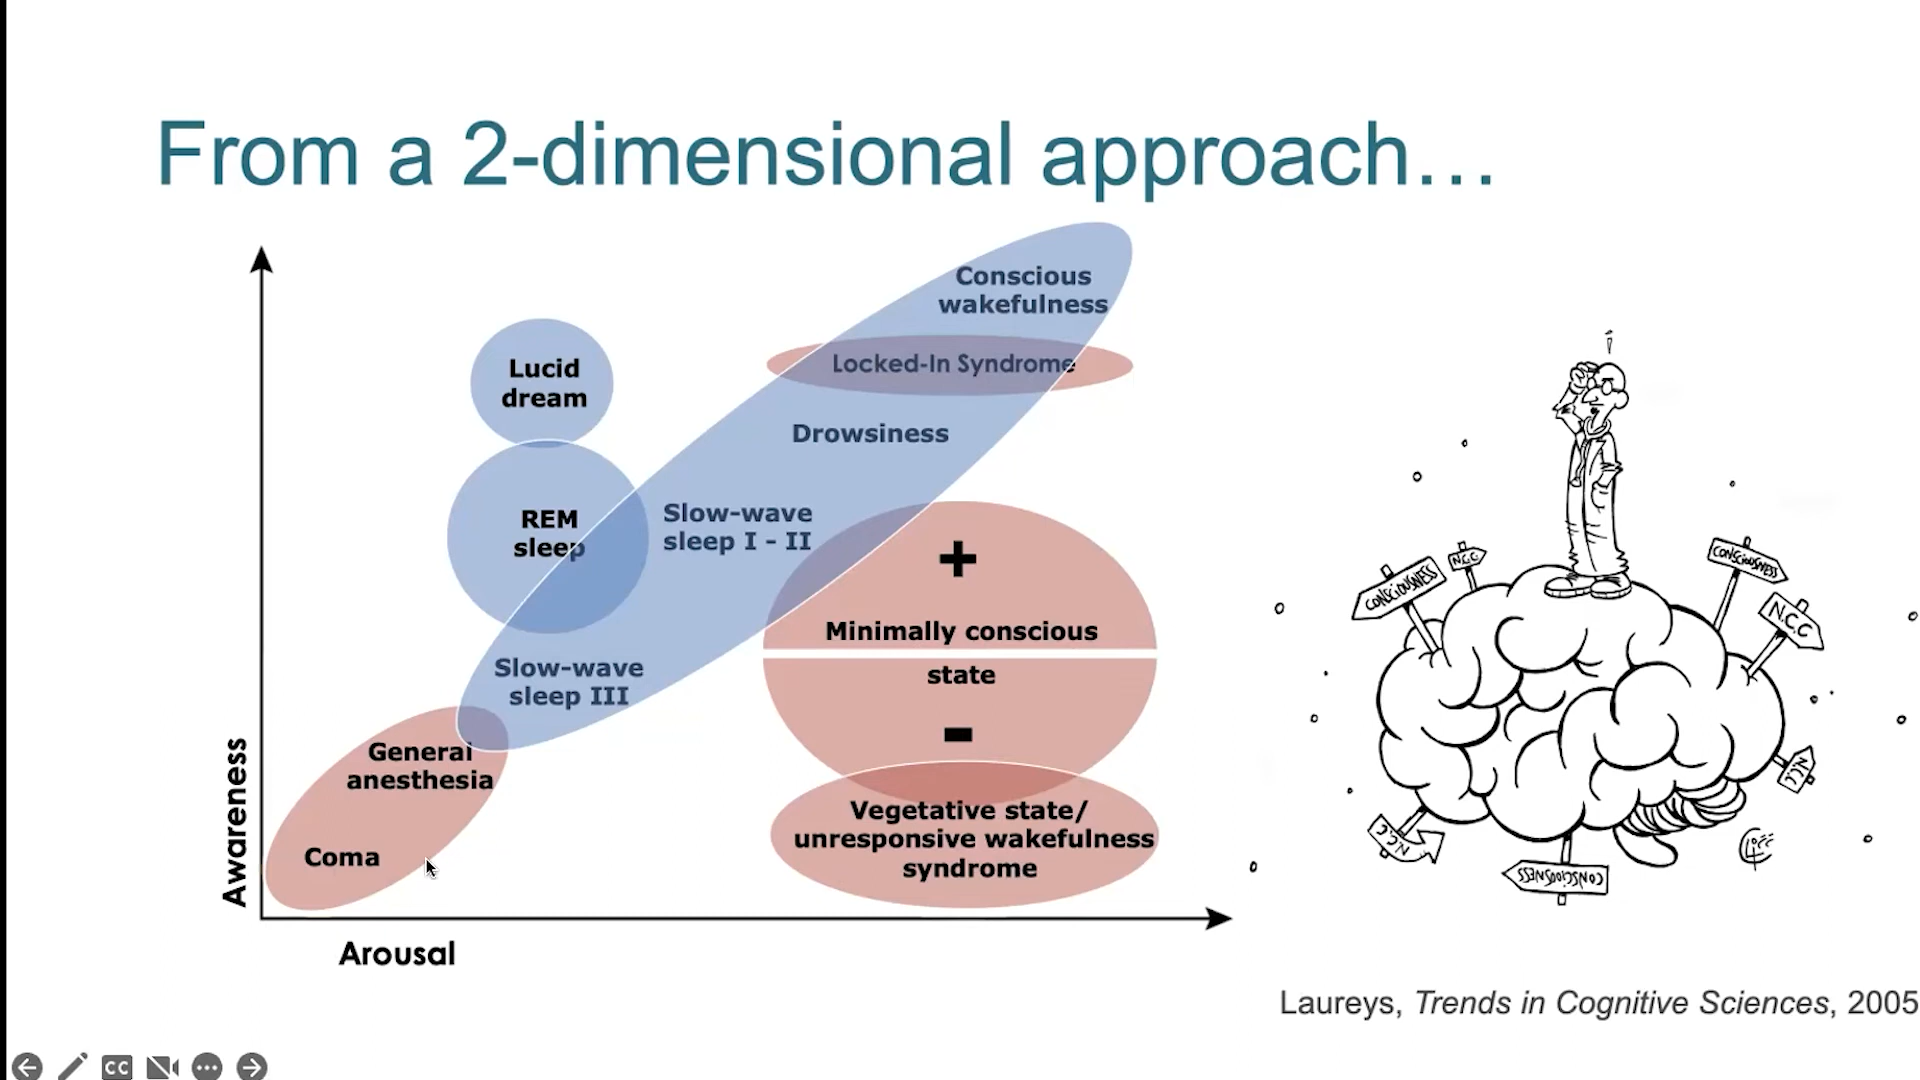 From a 2-dimensional approach…
Conscious
wakefulness
Locked-In Syndrome
Lucid
dream
Drowsiness
REM
sleep
Slow-wave
sleep I - II
+
Minimally conscious
state
-
Slow-wave
sleep III
General
anesthesia
Coma
Vegetative state/
unresponsive wakefulness
syndrome
Awareness
Arousal
CONSCIOUSNESS
N.C.C
CONSCIOUSNESS
N.C.C
N.C.C
N.C.C
CONSCIOUSNESS
Laureys, Trends in Cognitive Sciences, 2005
CC